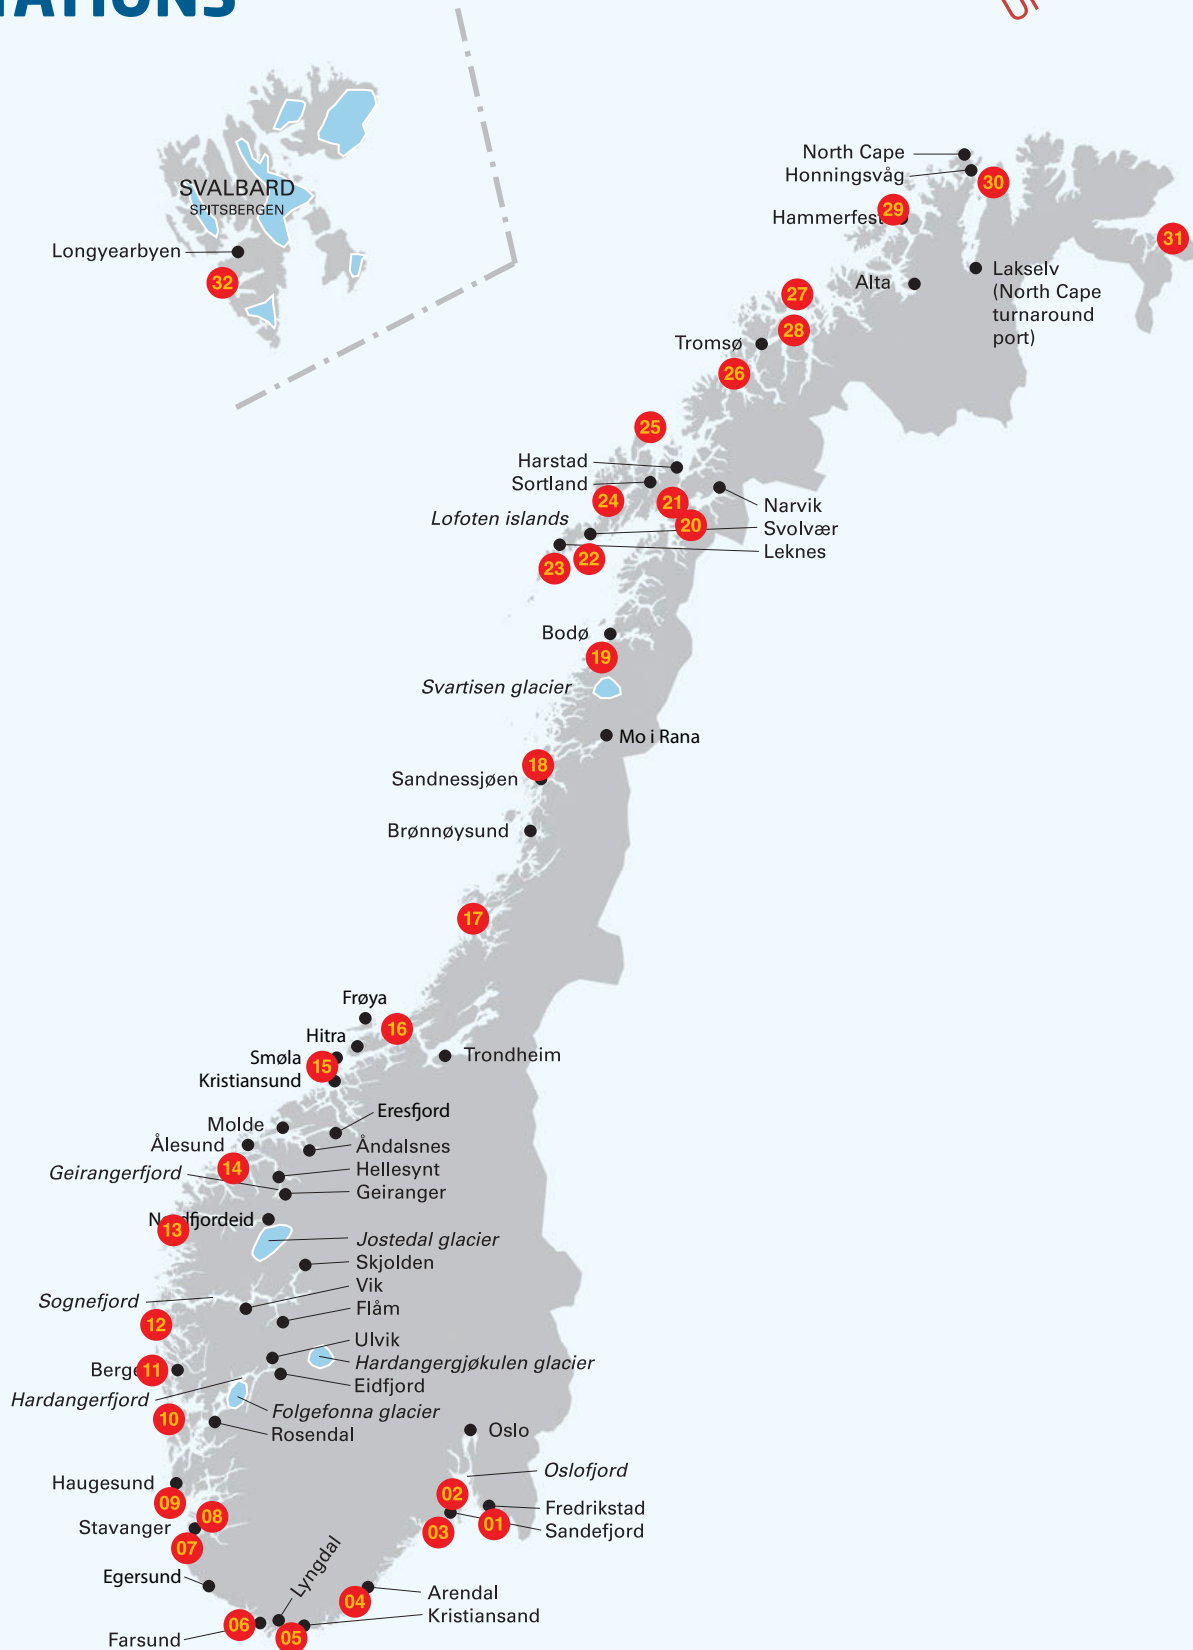 TATIONS
SVALBARD
SPITSBERGEN
Longyearbyen
32
North Cape
Honningsvåg
30
29
Hammerfest
31
Lakselv
(North Cape
turnaround
port)
Alta
27
28
Tromsø
26
25
Harstad
Sortland
24
21
Narvik
Lofoten islands
20
Svolvær
Leknes
22
23
Bodø
19
Svartisen glacier
Mo i Rana
18
Sandnessjøen
Brønnøysund
17
Frøya
16
Hitra
Smøla
15
Trondheim
Kristiansund
Eresfjord
Molde
Ålesund
Åndalsnes
14
Geirangerfjord
Hellesynt
Geiranger
Nordfjordeid
13
Jostedal glacier
Skjolden
Vik
Sognefjord
Flåm
12
Ulvik
Hardangergjøkulen glacier
Berge
11
Eidfjord
Hardangerfjord
Folgefonna glacier
10
Rosendal
Oslo
Oslofjord
Haugesund
02
09
08
Fredrikstad
Stavanger
01
03
Sandefjord
07
Egersund
Lyngdal
Arendal
04
Kristiansand
06
05
Farsund